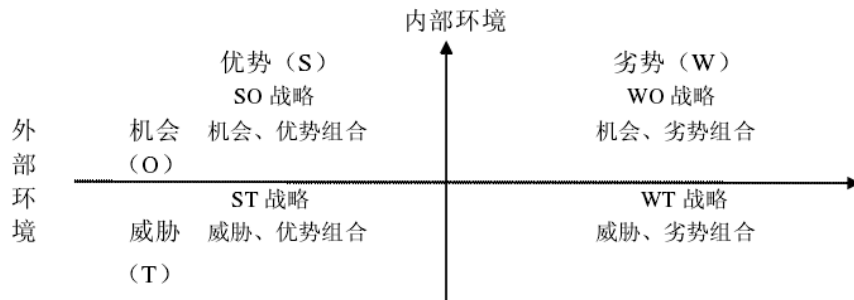 内部环境
优势（S） 劣势（W）
SO 战略 WO 战略
外部环境
机会 机会、优势组合 机会、劣势组合
（O）
ST 战略 WT 战略
威胁 威胁、优势组合 威胁、劣势组合
（T）